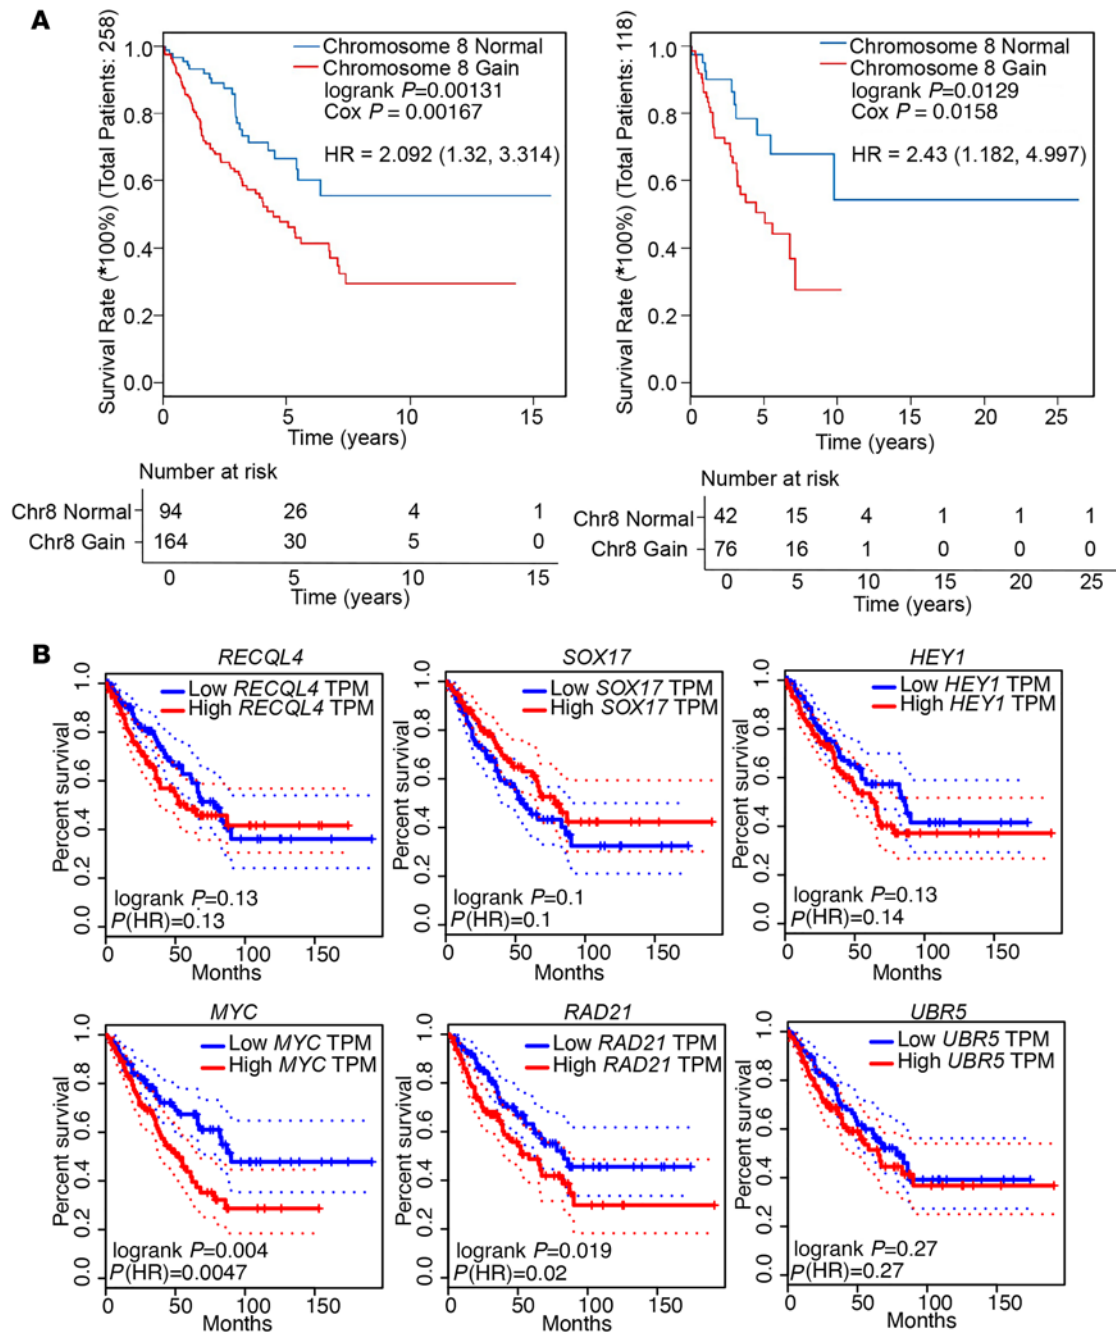 A
Survival Rate (*100%) (Total Patients: 258)
1.0
0.8
0.6
0.4
0.2
0.0
Chromosome 8 Normal
Chromosome 8 Gain
logrank P=0.00131
Cox P = 0.00167
HR = 2.092 (1.32, 3.314)
0 5 10 15
Time (years)
Number at risk
Chr8 Normal 94 26 4 1
Chr8 Gain 164 30 5 0
0 5 10 15
Time (years)
Survival Rate (*100%) (Total Patients: 118)
1.0
0.8
0.6
0.4
0.2
0.0
Chromosome 8 Normal
Chromosome 8 Gain
logrank P=0.0129
Cox P = 0.0158
HR = 2.43 (1.182, 4.997)
0 5 10 15 20 25
Time (years)
Number at risk
Chr8 Normal 42 15 4 1 1 1
Chr8 Gain 76 16 1 0 0 0
0 5 10 15 20 25
Time (years)
B
RECQL4
Percent survival
1.0
0.8
0.6
0.4
0.2
0.0
Low RECQL4 TPM
High RECQL4 TPM
logrank P=0.13
P(HR)=0.13
0 50 100 150
Months
SOX17
Percent survival
1.0
0.8
0.6
0.4
0.2
0.0
Low SOX17 TPM
High SOX17 TPM
logrank P=0.1
P(HR)=0.1
0 50 100 150
Months
HEY1
Percent survival
1.0
0.8
0.6
0.4
0.2
0.0
Low HEY1 TPM
High HEY1 TPM
logrank P=0.13
P(HR)=0.14
0 50 100 150
Months
MYC
Percent survival
1.0
0.8
0.6
0.4
0.2
0.0
Low MYC TPM
High MYC TPM
logrank P=0.004
P(HR)=0.0047
0 50 100 150
Months
RAD21
Percent survival
1.0
0.8
0.6
0.4
0.2
0.0
Low RAD21 TPM
High RAD21 TPM
logrank P=0.019
P(HR)=0.02
0 50 100 150
Months
UBR5
Percent survival
1.0
0.8
0.6
0.4
0.2
0.0
Low UBR5 TPM
High UBR5 TPM
logrank P=0.27
P(HR)=0.27
0 50 100 150
Months